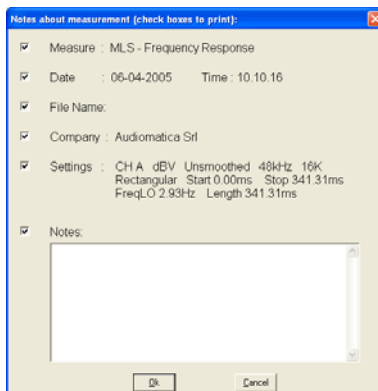 Notes about measurement (check boxes to print):
Measure : MLS - Frequency Response
Date : 06-04-2005 Time : 10.10.16
File Name:
Company : Audiomatica Srl
Settings : CH A dBV Unsmoothed 48kHz 16K
Rectangular Start 0.00ms Stop 341.31ms
FreqLO 2.93Hz Length 341.31ms
Notes:
Ok Cancel